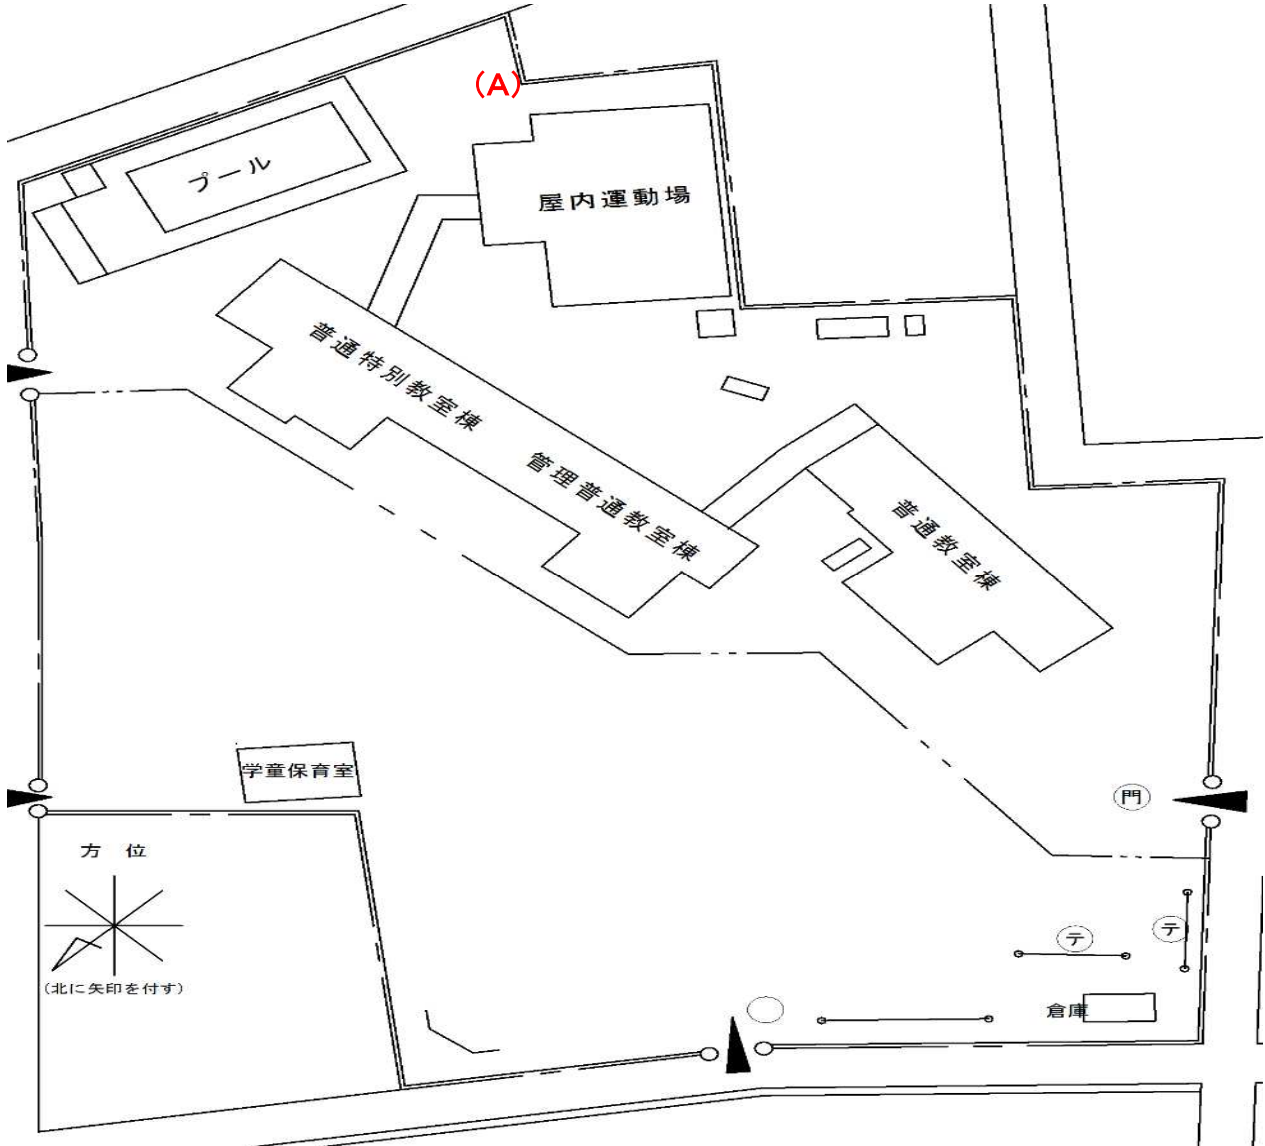 (A)
プール
屋内運動場
普通特別教室棟
管理普通教室棟
普通教室棟
学童保育室
門
方 位
(北に矢印を付す)
テ
テ
倉庫